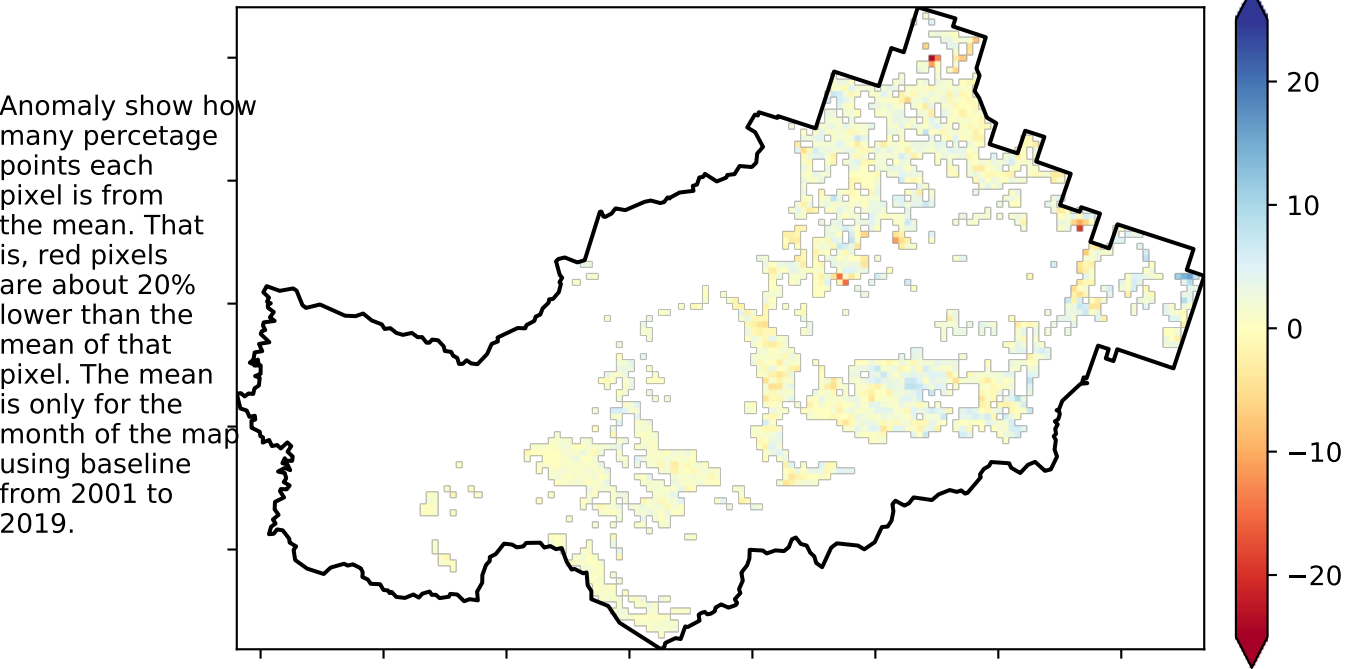 Anomaly show how
many percetage
points each
pixel is from
the mean. That
is, red pixels
are about 20%
lower than the
mean of that
pixel. The mean
is only for the
month of the map
using baseline
from 2001 to
2019.
20
10
0
−10
−20